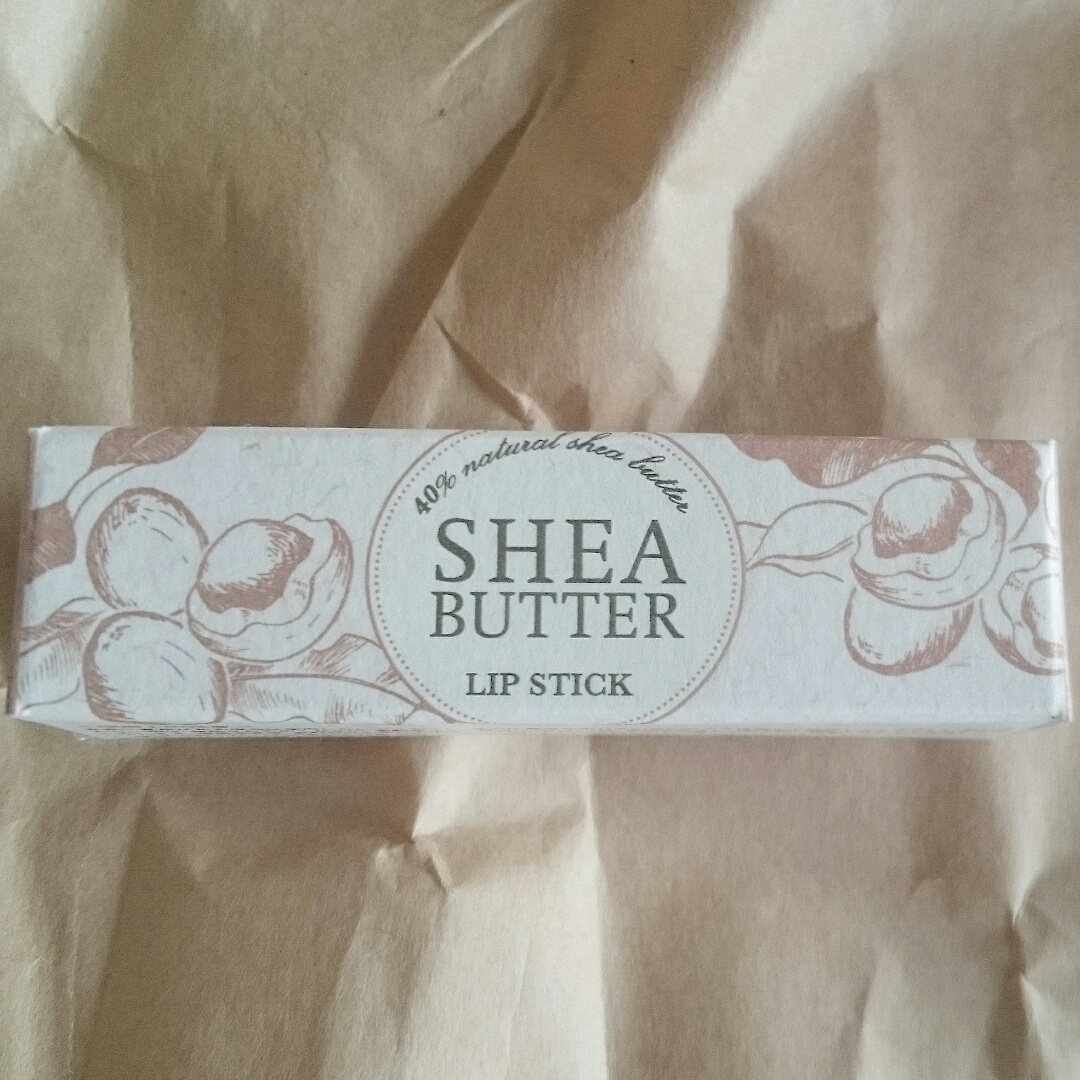 40% natural shea butter
SHEA
BUTTER
LIP STICK